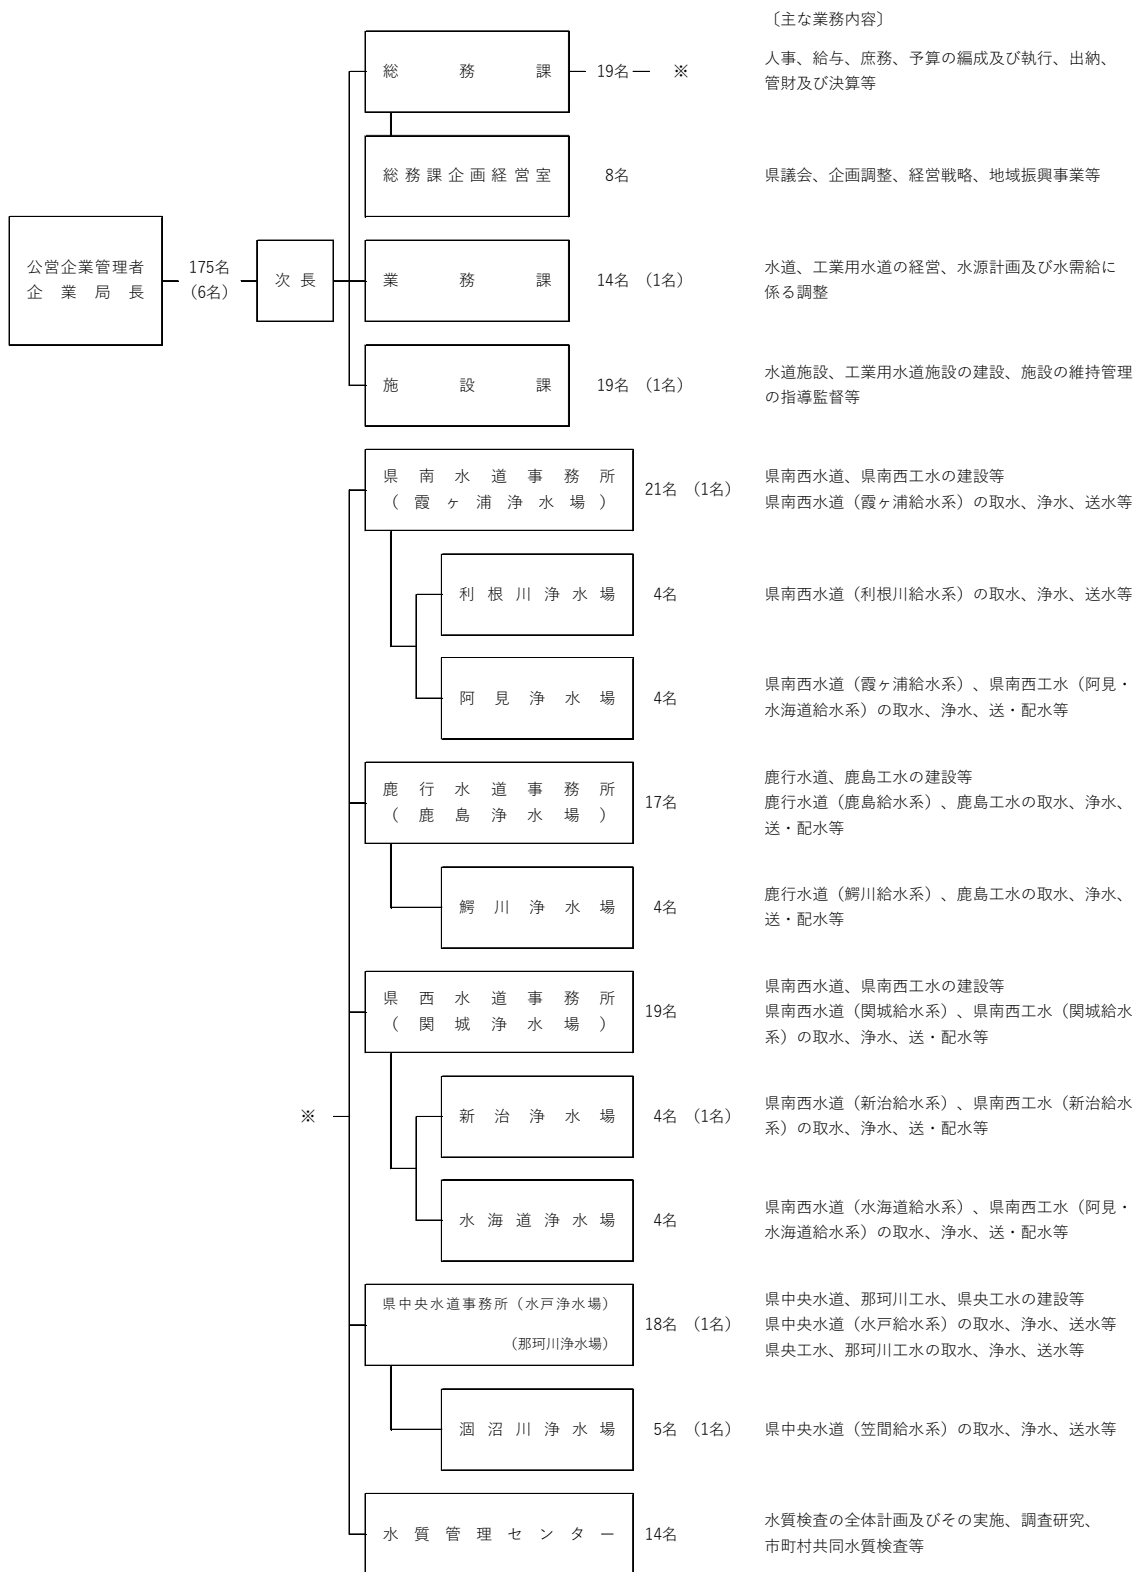 〔主な業務内容〕
総務課 19名 ※
人事、給与、庶務、予算の編成及び執行、出納、
管財及び決算等
総務課企画経営室 8名
県議会、企画調整、経営戦略、地域振興事業等
公営企業管理者
企業局長
175名
(6名)
次長
業務課 14名 (1名)
水道、工業用水道の経営、水源計画及び水需給に
係る調整
施設課 19名 (1名)
水道施設、工業用水道施設の建設、施設の維持管理
の指導監督等
県南水道事務所
(霞ヶ浦浄水場)
21名 (1名)
県南西水道、県南西工水の建設等
県南西水道（霞ヶ浦給水系）の取水、浄水、送水等
利根川浄水場 4名
県南西水道（利根川給水系）の取水、浄水、送水等
阿見浄水場 4名
県南西水道（霞ヶ浦給水系）、県南西工水（阿見・
水海道給水系）の取水、浄水、送・配水等
鹿行水道事務所
(鹿島浄水場)
17名
鹿行水道、鹿島工水の建設等
鹿行水道（鹿島給水系）、鹿島工水の取水、浄水、
送・配水等
鰐川浄水場 4名
鹿行水道（鰐川給水系）、鹿島工水の取水、浄水、
送・配水等
県西水道事務所
(関城浄水場)
19名
県南西水道、県南西工水の建設等
県南西水道（関城給水系）、県南西工水（関城給水
系）の取水、浄水、送・配水等
※
新治浄水場 4名 (1名)
県南西水道（新治給水系）、県南西工水（新治給水
系）の取水、浄水、送・配水等
水海道浄水場 4名
県南西水道（水海道給水系）、県南西工水（阿見・
水海道給水系）の取水、浄水、送・配水等
県中央水道事務所（水戸浄水場）
（那珂川浄水場）
18名 (1名)
県中央水道、那珂川工水、県央工水の建設等
県中央水道（水戸給水系）の取水、浄水、送水等
県央工水、那珂川工水の取水、浄水、送水等
涸沼川浄水場 5名 (1名)
県中央水道（笠間給水系）の取水、浄水、送水等
水質管理センター 14名
水質検査の全体計画及びその実施、調査研究、
市町村共同水質検査等